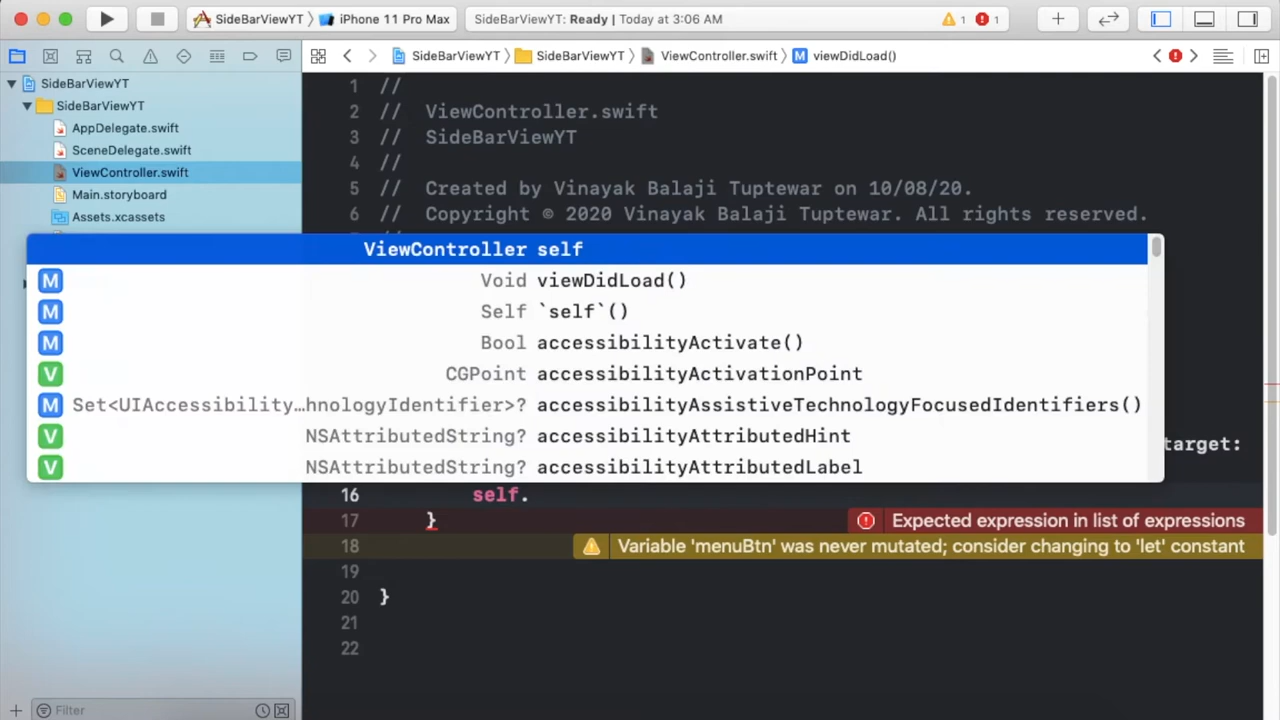 SideBarViewYT
iPhone 11 Pro Max
SideBarViewYT: Ready | Today at 3:06 AM
1
1
SideBarViewYT
SideBarViewYT
ViewController.swift
M
viewDidLoad()
SideBarViewYT
SideBarViewYT
AppDelegate.swift
SceneDelegate.swift
ViewController.swift
Main.storyboard
Assets.xcassets
1 //
2 // ViewController.swift
3 // SideBarViewYT
4 //
5 // Created by Vinayak Balaji Tuptewar on 10/08/20.
6 // Copyright © 2020 Vinayak Balaji Tuptewar. All rights reserved.
ViewController self
M Void viewDidLoad()
M Self `self`()
M Bool accessibilityActivate()
V CGPoint accessibilityActivationPoint
M Set<UIAccessibility…hnologyIdentifier>? accessibilityAssistiveTechnologyFocusedIdentifiers()
V NSAttributedString? accessibilityAttributedHint
V NSAttributedString? accessibilityAttributedLabel
target:
16 self.
17 } Expected expression in list of expressions
18 Variable 'menuBtn' was never mutated; consider changing to 'let' constant
19
20 }
21
22
Filter